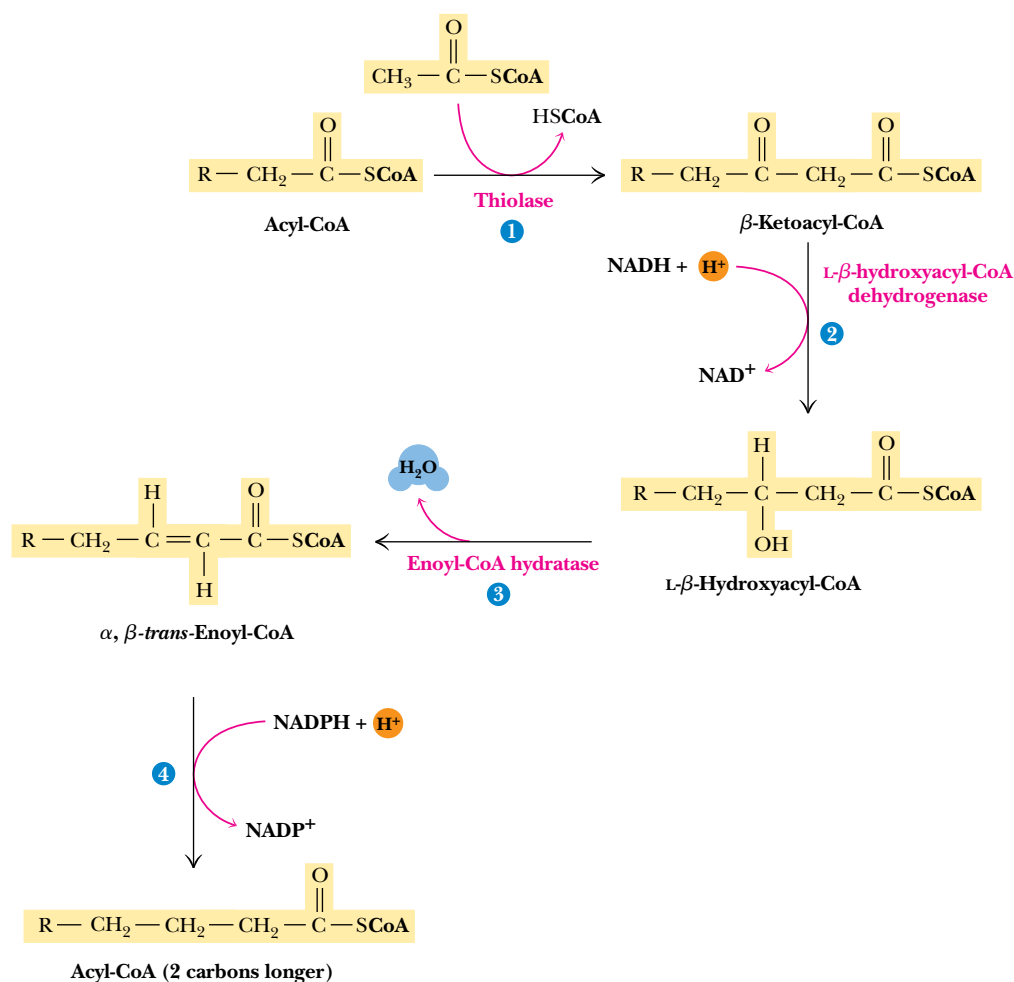 O
CH₃ — C — SCoA
HSCoA
O
R — CH₂ — C — SCoA
Acyl-CoA
Thiolase
1
O O
R — CH₂ — C — CH₂ — C — SCoA
β-Ketoacyl-CoA
NADH + H⁺
L-β-hydroxyacyl-CoA
dehydrogenase
2
NAD⁺
H O
R — CH₂ — C — CH₂ — C — SCoA
OH
L-β-Hydroxyacyl-CoA
H₂O
Enoyl-CoA hydratase
3
H O
R — CH₂ — C = C — C — SCoA
H
α, β-trans-Enoyl-CoA
NADPH + H⁺
4
NADP⁺
O
R — CH₂ — CH₂ — CH₂ — C — SCoA
Acyl-CoA (2 carbons longer)